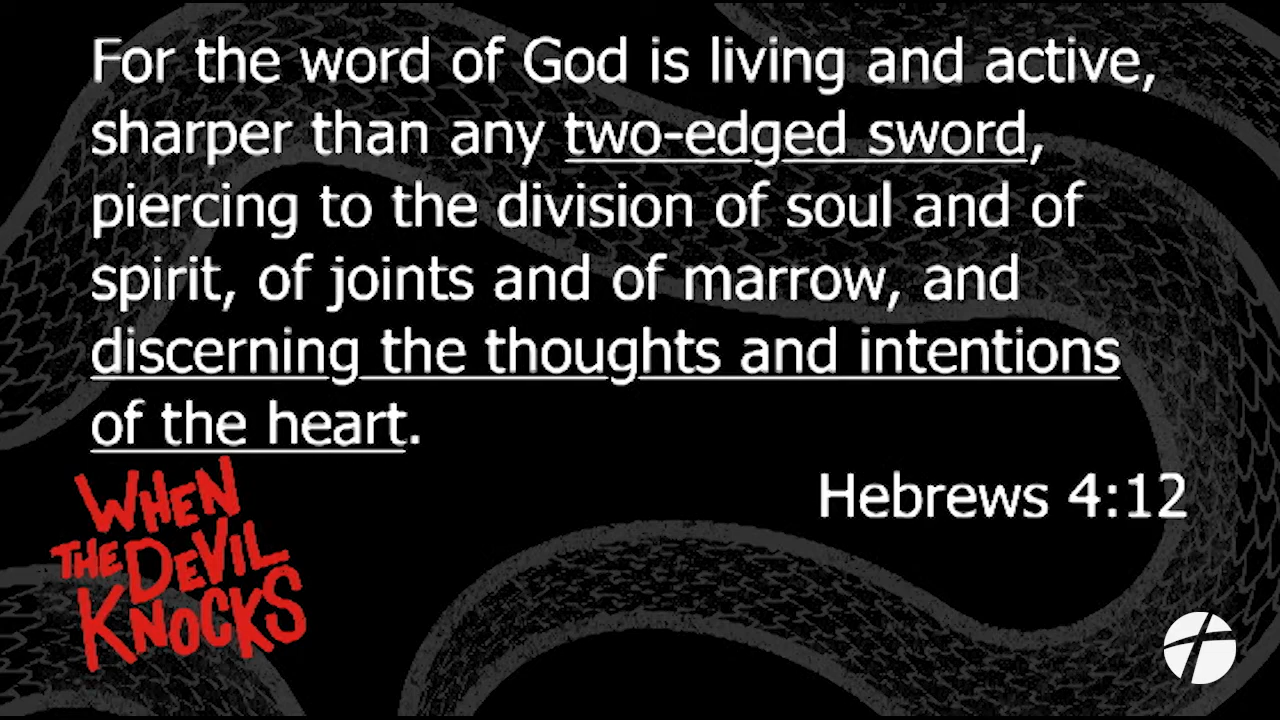 For the word of God is living and active,
sharper than any two-edged sword,
piercing to the division of soul and of
spirit, of joints and of marrow, and
discerning the thoughts and intentions
of the heart.
Hebrews 4:12
WHEN
THE DEVIL
KNOCKS